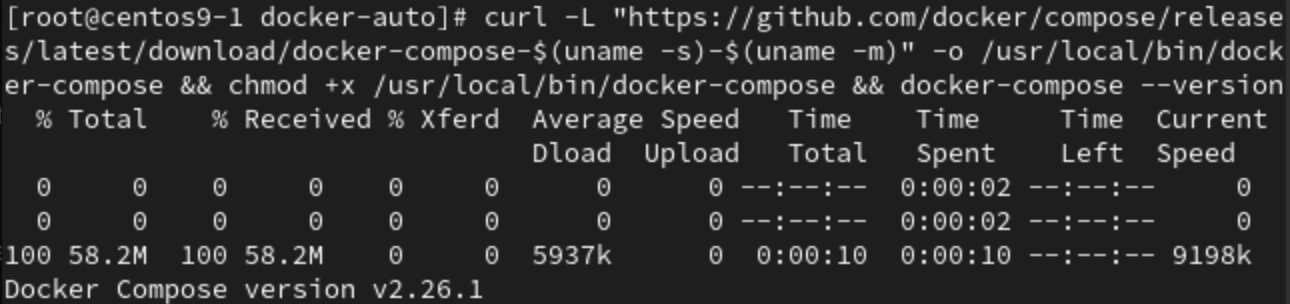 [root@centos9-1 docker-auto]# curl -L "https://github.com/docker/compose/release
s/latest/download/docker-compose-$(uname -s)-$(uname -m)" -o /usr/local/bin/dock
er-compose && chmod +x /usr/local/bin/docker-compose && docker-compose --version
  % Total    % Received % Xferd  Average Speed   Time    Time     Time  Current
                                 Dload  Upload   Total   Spent    Left  Speed
  0     0    0     0    0     0      0      0 --:--:--  0:00:02 --:--:--     0
  0     0    0     0    0     0      0      0 --:--:--  0:00:02 --:--:--     0
100 58.2M  100 58.2M    0     0  5937k      0  0:00:10  0:00:10 --:--:-- 9198k
Docker Compose version v2.26.1